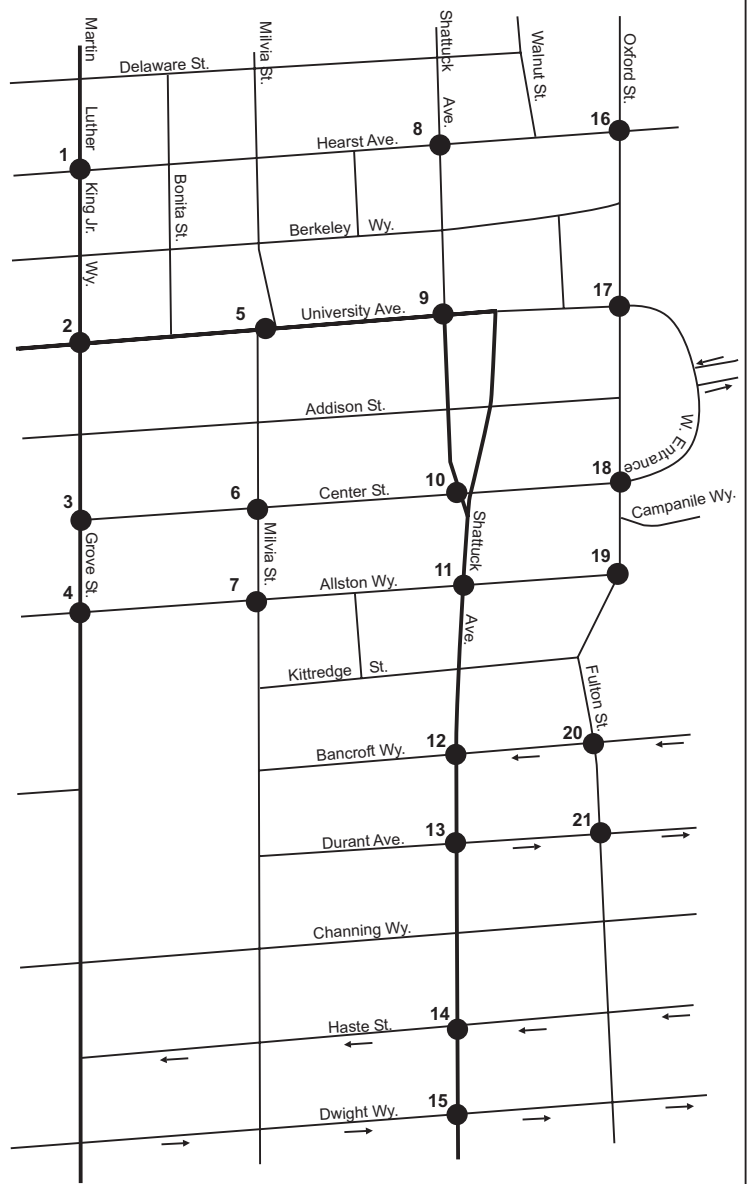 Martin
Luther
King Jr.
Wy.
Milvia St.
Shattuck
Ave.
Walnut St.
Oxford St.
Delaware St.
1
Hearst Ave.
8
16
Bonita St.
Berkeley Wy.
2
5
University Ave.
9
17
Addison St.
W. Entrance
3
6
Center St.
10
18
Campanile Wy.
Grove St.
Milvia St.
Shattuck
Ave.
4
7
Allston Wy.
11
19
Kittredge St.
Fulton St.
Bancroft Wy.
12
20
Durant Ave.
13
21
Channing Wy.
Haste St.
14
Dwight Wy.
15